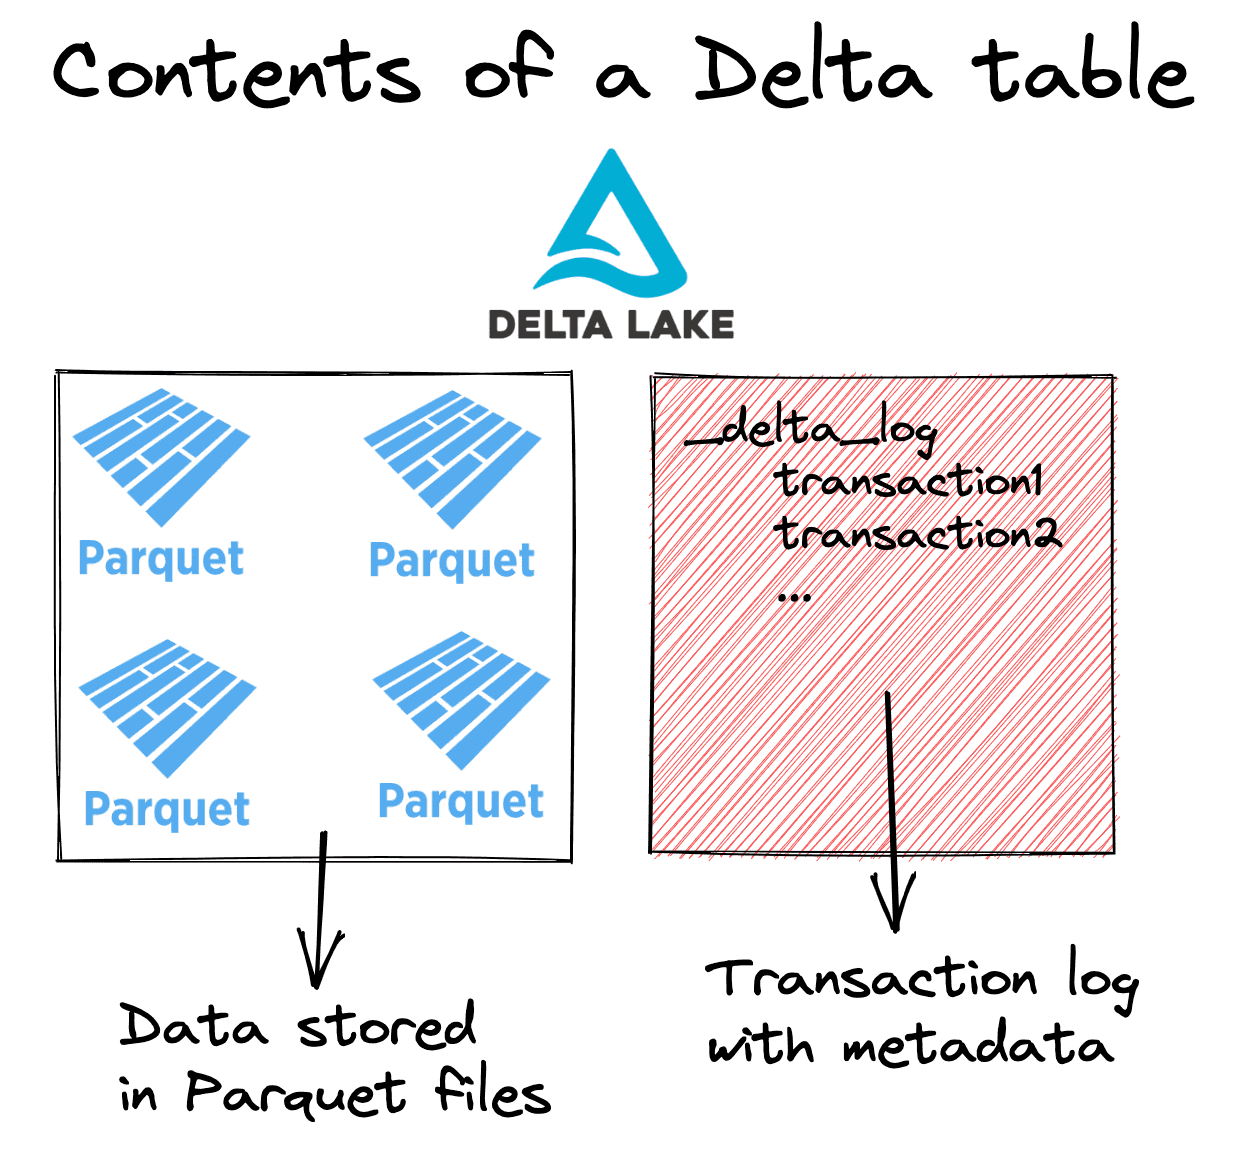 Contents of a Delta table
DELTA LAKE
Parquet
Parquet
Parquet
Parquet
_delta_log
transaction1
transaction2
...
Data stored
in Parquet files
Transaction log
with metadata